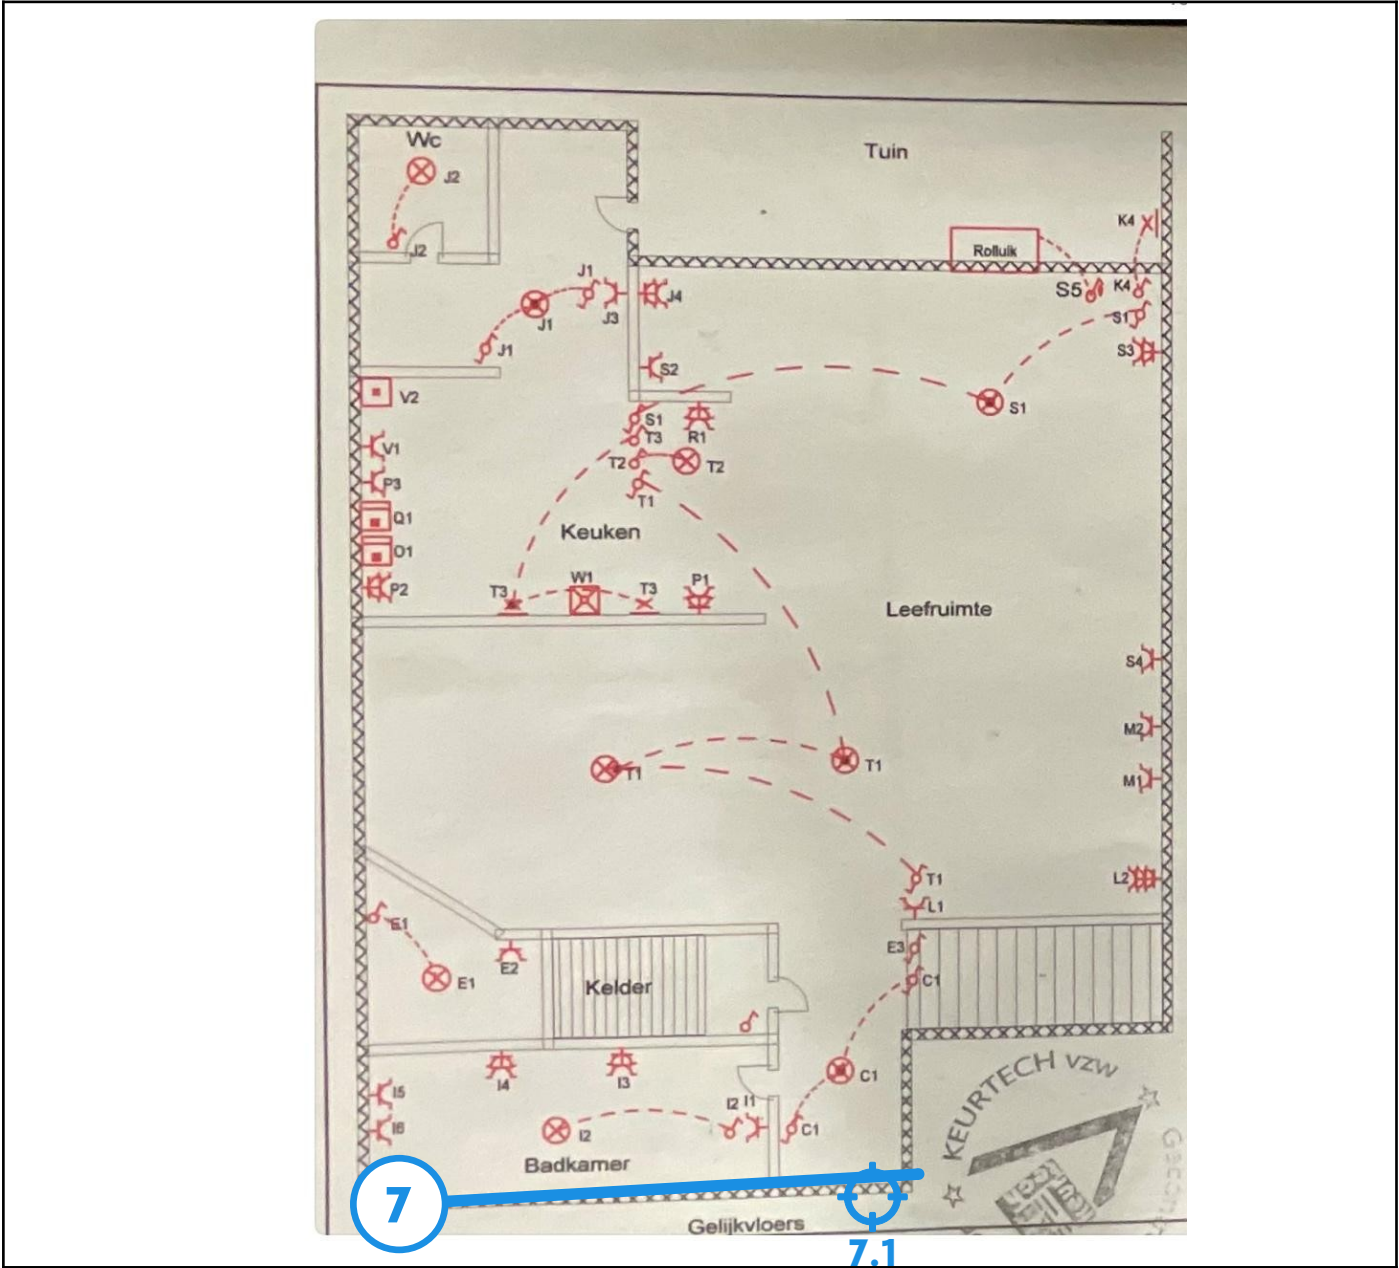 Wc
Tuin
J2
K4
J2
Rolluik
J1
S5
K4
J4
J3
S1
J1
J1
S3
S2
V2
S1
S1
T3
R1
V1
T2
T2
P3
T1
Q1
Keuken
O1
W1
P1
T3
T3
P2
Leefruimte
S4
M2
T1
T1
M1
T1
L2
L1
E1
E3
E2
E1
Kelder
C1
C1
I4
I3
I5
I2
I1
I6
I2
C1
Badkamer
KEURTECH VZW
7
Gelijkvloers
7.1